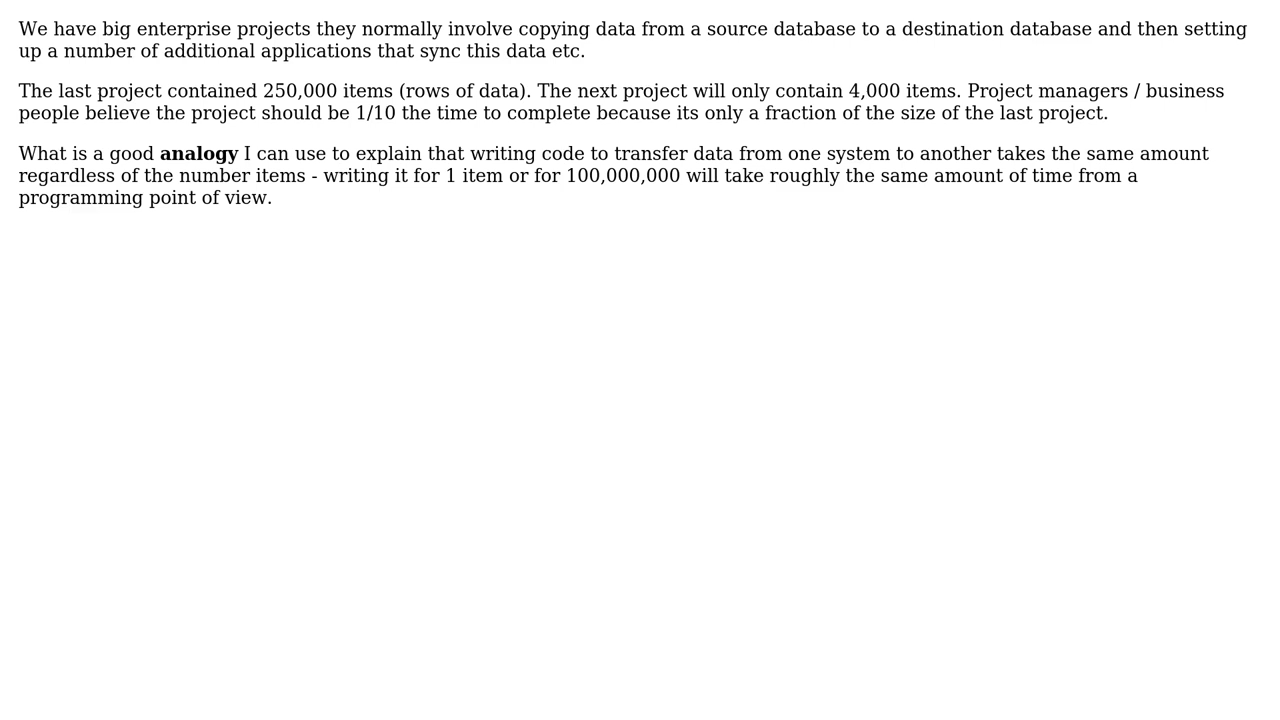 We have big enterprise projects they normally involve copying data from a source database to a destination database and then setting
up a number of additional applications that sync this data etc.
The last project contained 250,000 items (rows of data). The next project will only contain 4,000 items. Project managers / business
people believe the project should be 1/10 the time to complete because its only a fraction of the size of the last project.
What is a good analogy I can use to explain that writing code to transfer data from one system to another takes the same amount
regardless of the number items - writing it for 1 item or for 100,000,000 will take roughly the same amount of time from a
programming point of view.